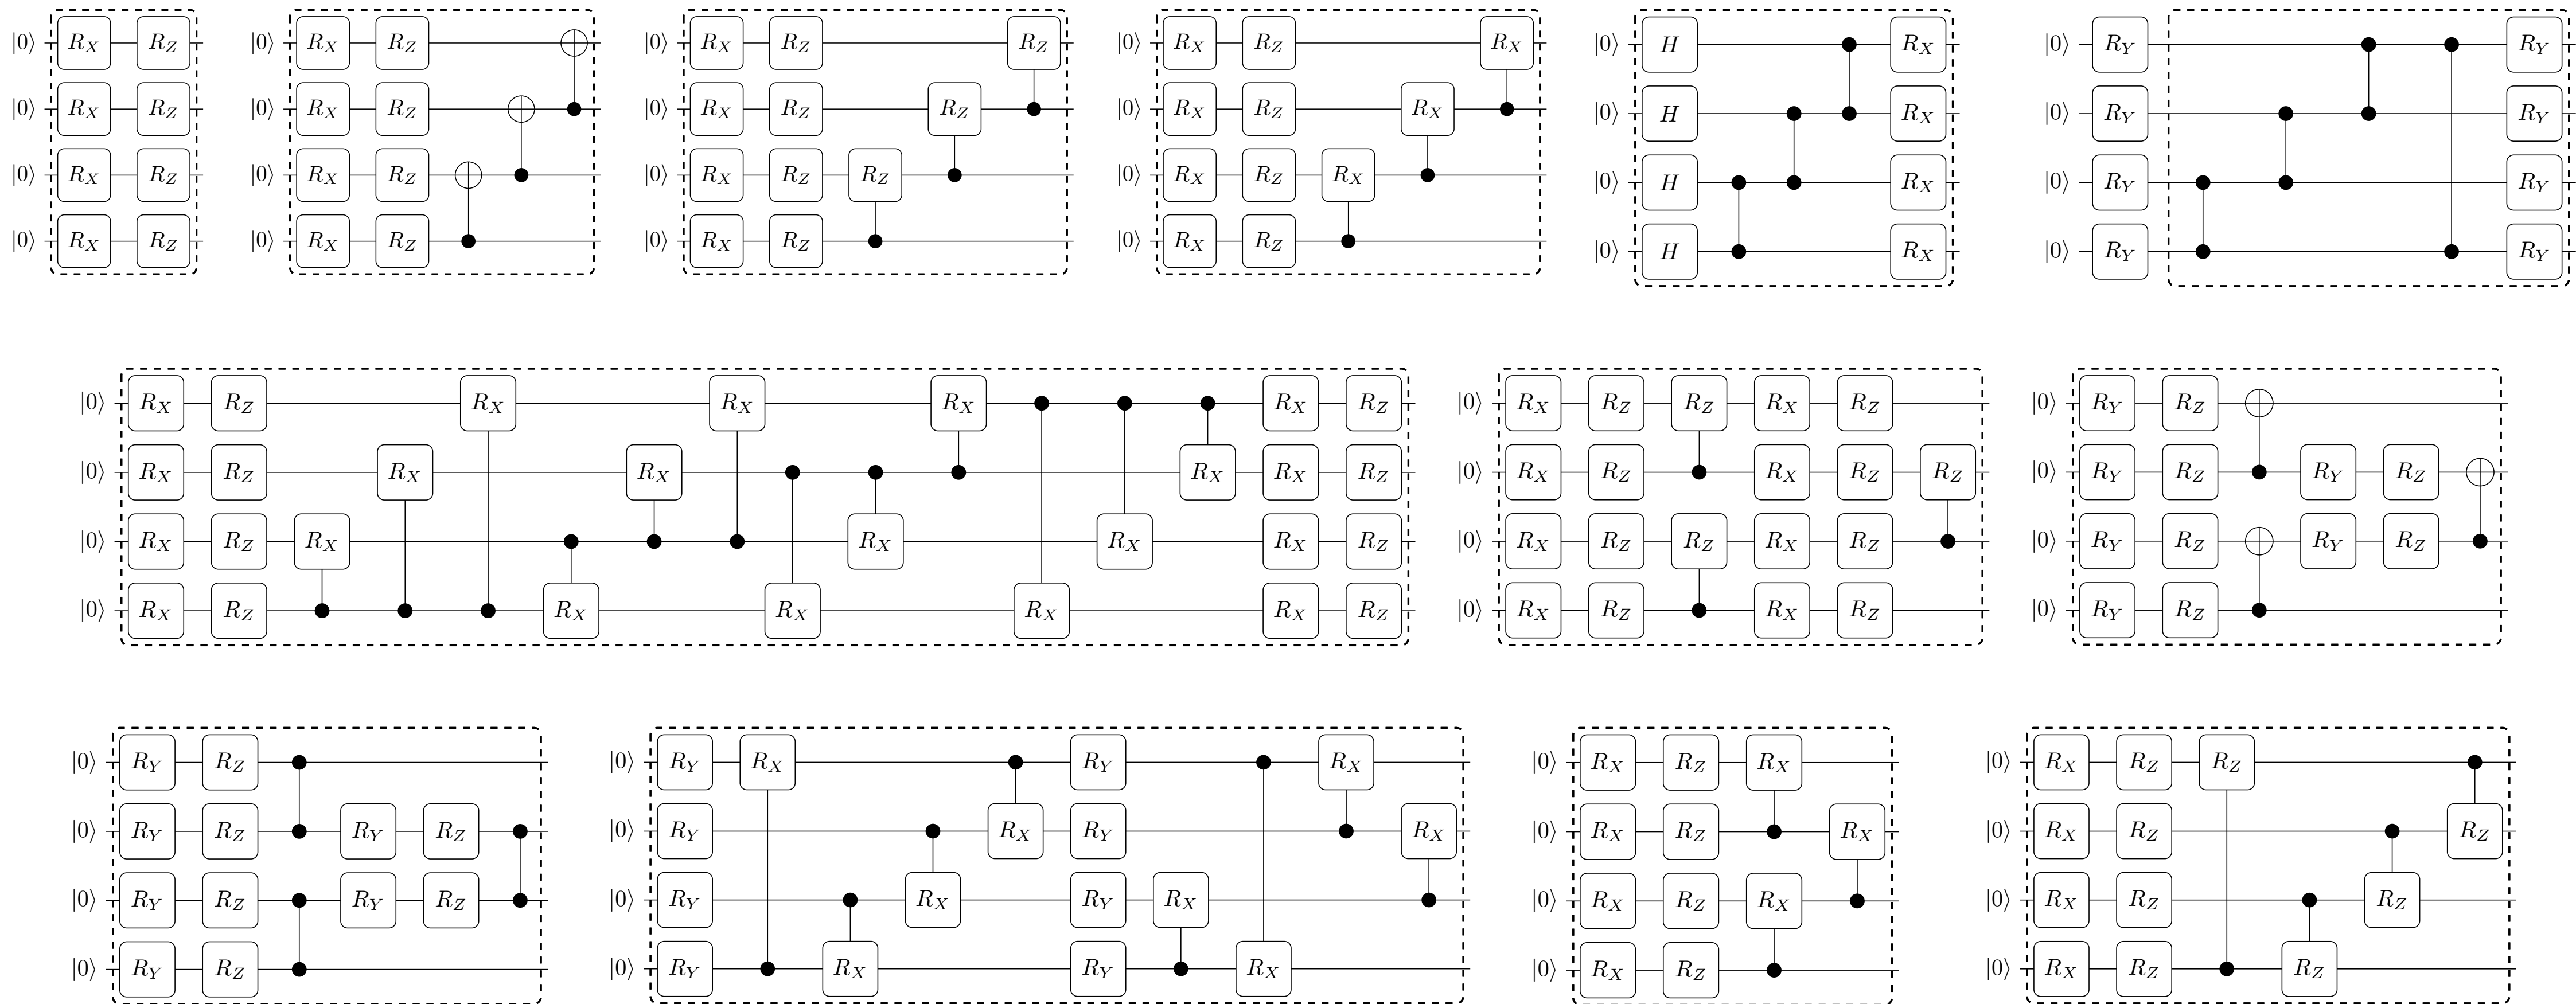 |0⟩ R_X R_Z
|0⟩ R_X R_Z
|0⟩ R_X R_Z
|0⟩ R_X R_Z
|0⟩ R_X R_Z
|0⟩ R_X R_Z
|0⟩ R_X R_Z
|0⟩ R_X R_Z
|0⟩ R_X R_Z R_Z
|0⟩ R_X R_Z R_Z
|0⟩ R_X R_Z R_Z
|0⟩ R_X R_Z
|0⟩ R_X R_Z R_X
|0⟩ R_X R_Z R_X
|0⟩ R_X R_Z R_X
|0⟩ R_X R_Z
|0⟩ H R_X
|0⟩ H R_X
|0⟩ H R_X
|0⟩ H R_X
|0⟩ R_Y R_Y
|0⟩ R_Y R_Y
|0⟩ R_Y R_Y
|0⟩ R_Y R_Y
|0⟩ R_X R_Z R_X R_X R_X R_X R_Z
|0⟩ R_X R_Z R_X R_X R_X R_X R_Z
|0⟩ R_X R_Z R_X R_X R_X R_X R_Z
|0⟩ R_X R_Z R_X R_X R_X R_X R_Z
|0⟩ R_X R_Z R_Z R_X R_Z
|0⟩ R_X R_Z R_X R_Z R_Z
|0⟩ R_X R_Z R_Z R_X R_Z
|0⟩ R_X R_Z R_X R_Z
|0⟩ R_Y R_Z
|0⟩ R_Y R_Z R_Y R_Z
|0⟩ R_Y R_Z R_Y R_Z
|0⟩ R_Y R_Z
|0⟩ R_Y R_Z
|0⟩ R_Y R_Z R_Y R_Z
|0⟩ R_Y R_Z R_Y R_Z
|0⟩ R_Y R_Z
|0⟩ R_Y R_X R_Y R_X
|0⟩ R_Y R_X R_Y R_X
|0⟩ R_Y R_X R_Y R_X
|0⟩ R_Y R_X R_Y R_X
|0⟩ R_X R_Z R_X
|0⟩ R_X R_Z R_X
|0⟩ R_X R_Z R_X
|0⟩ R_X R_Z
|0⟩ R_X R_Z R_Z
|0⟩ R_X R_Z R_Z
|0⟩ R_X R_Z R_Z
|0⟩ R_X R_Z R_Z